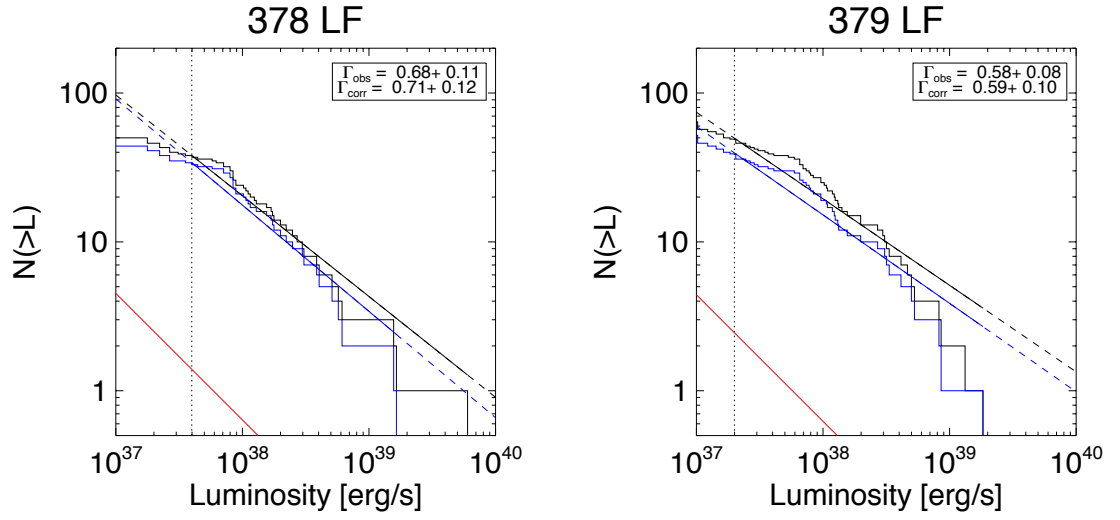 378 LF
Γobs = 0.68+ 0.11
Γcorr = 0.71+ 0.12
100
10
1
N(>L)
10^37 10^38 10^39 10^40
Luminosity [erg/s]
379 LF
Γobs = 0.58+ 0.08
Γcorr = 0.59+ 0.10
100
10
1
N(>L)
10^37 10^38 10^39 10^40
Luminosity [erg/s]